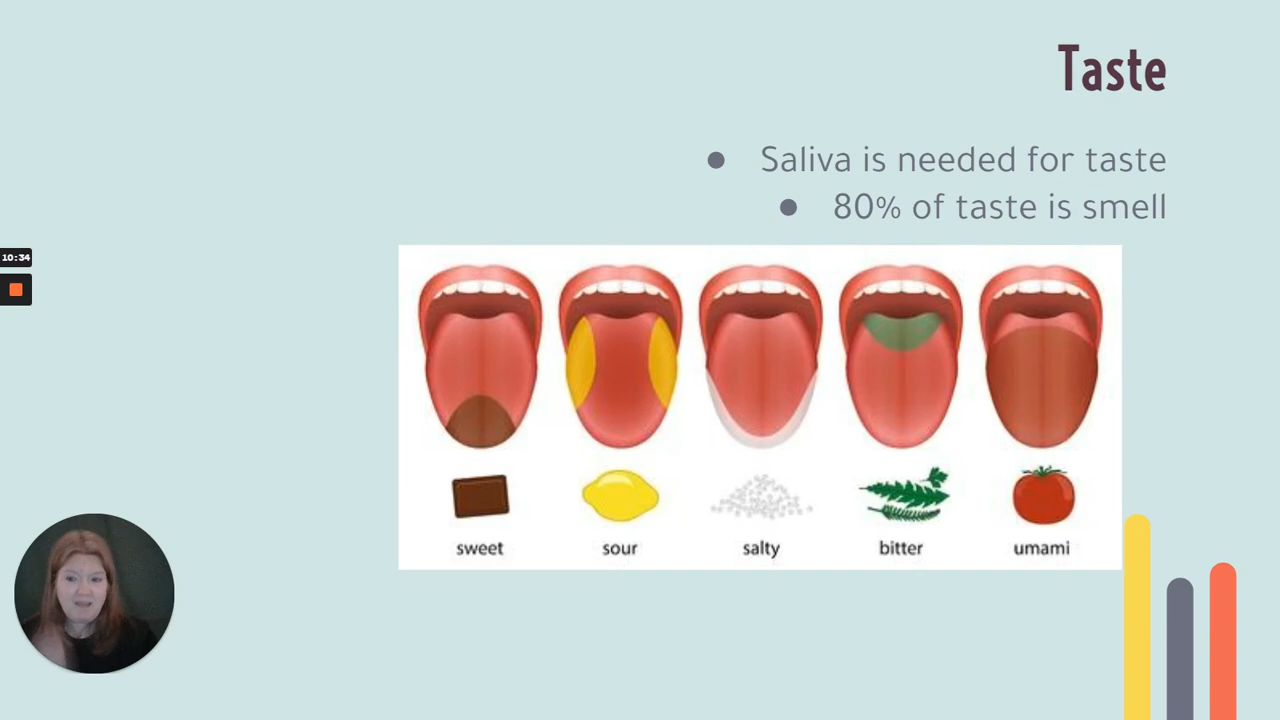 Taste
● Saliva is needed for taste
● 80% of taste is smell
10:34
sweet sour salty bitter umami